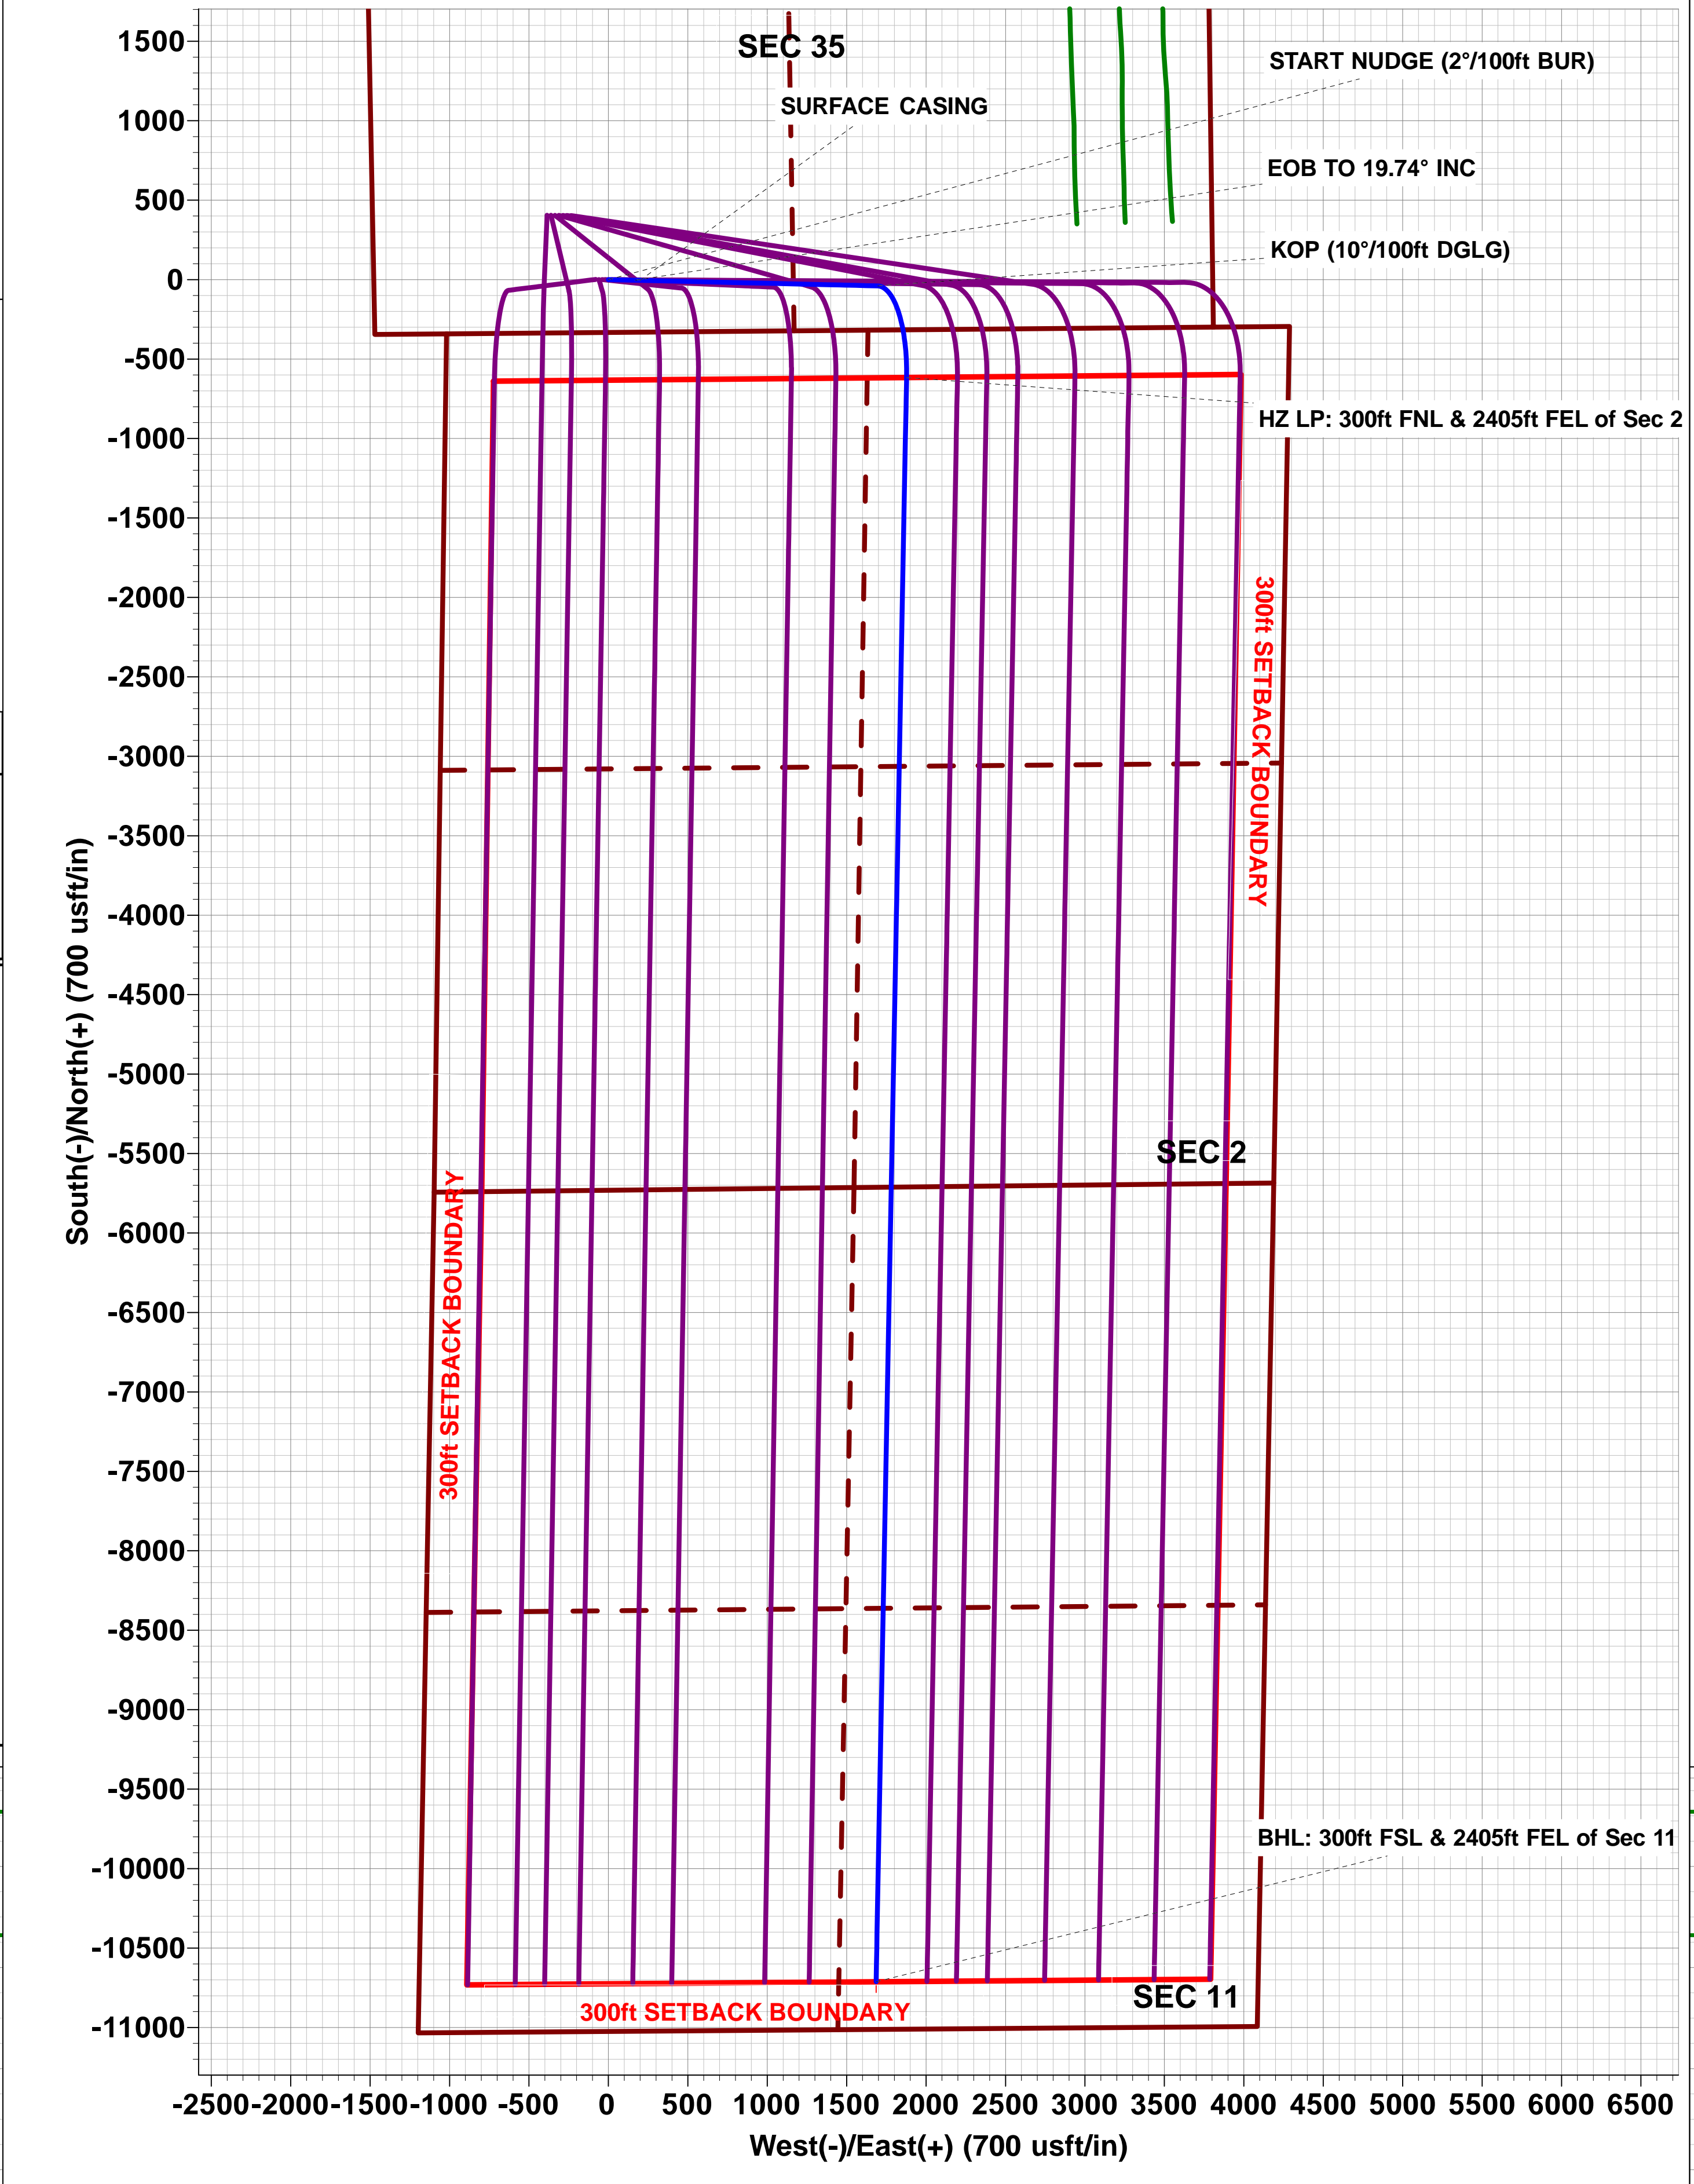 1500
1000
500
0
-500
-1000
-1500
-2000
-2500
-3000
-3500
-4000
-4500
-5000
-5500
-6000
-6500
-7000
-7500
-8000
-8500
-9000
-9500
-10000
-10500
-11000
South(-)/North(+) (700 usft/in)
SEC 35
SURFACE CASING
START NUDGE (2°/100ft BUR)
EOB TO 19.74° INC
KOP (10°/100ft DGLG)
HZ LP: 300ft FNL & 2405ft FEL of Sec 2
300ft SETBACK BOUNDARY
SEC 2
300ft SETBACK BOUNDARY
BHL: 300ft FSL & 2405ft FEL of Sec 11
SEC 11
300ft SETBACK BOUNDARY
-2500 -2000 -1500 -1000 -500 0 500 1000 1500 2000 2500 3000 3500 4000 4500 5000 5500 6000 6500
West(-)/East(+) (700 usft/in)